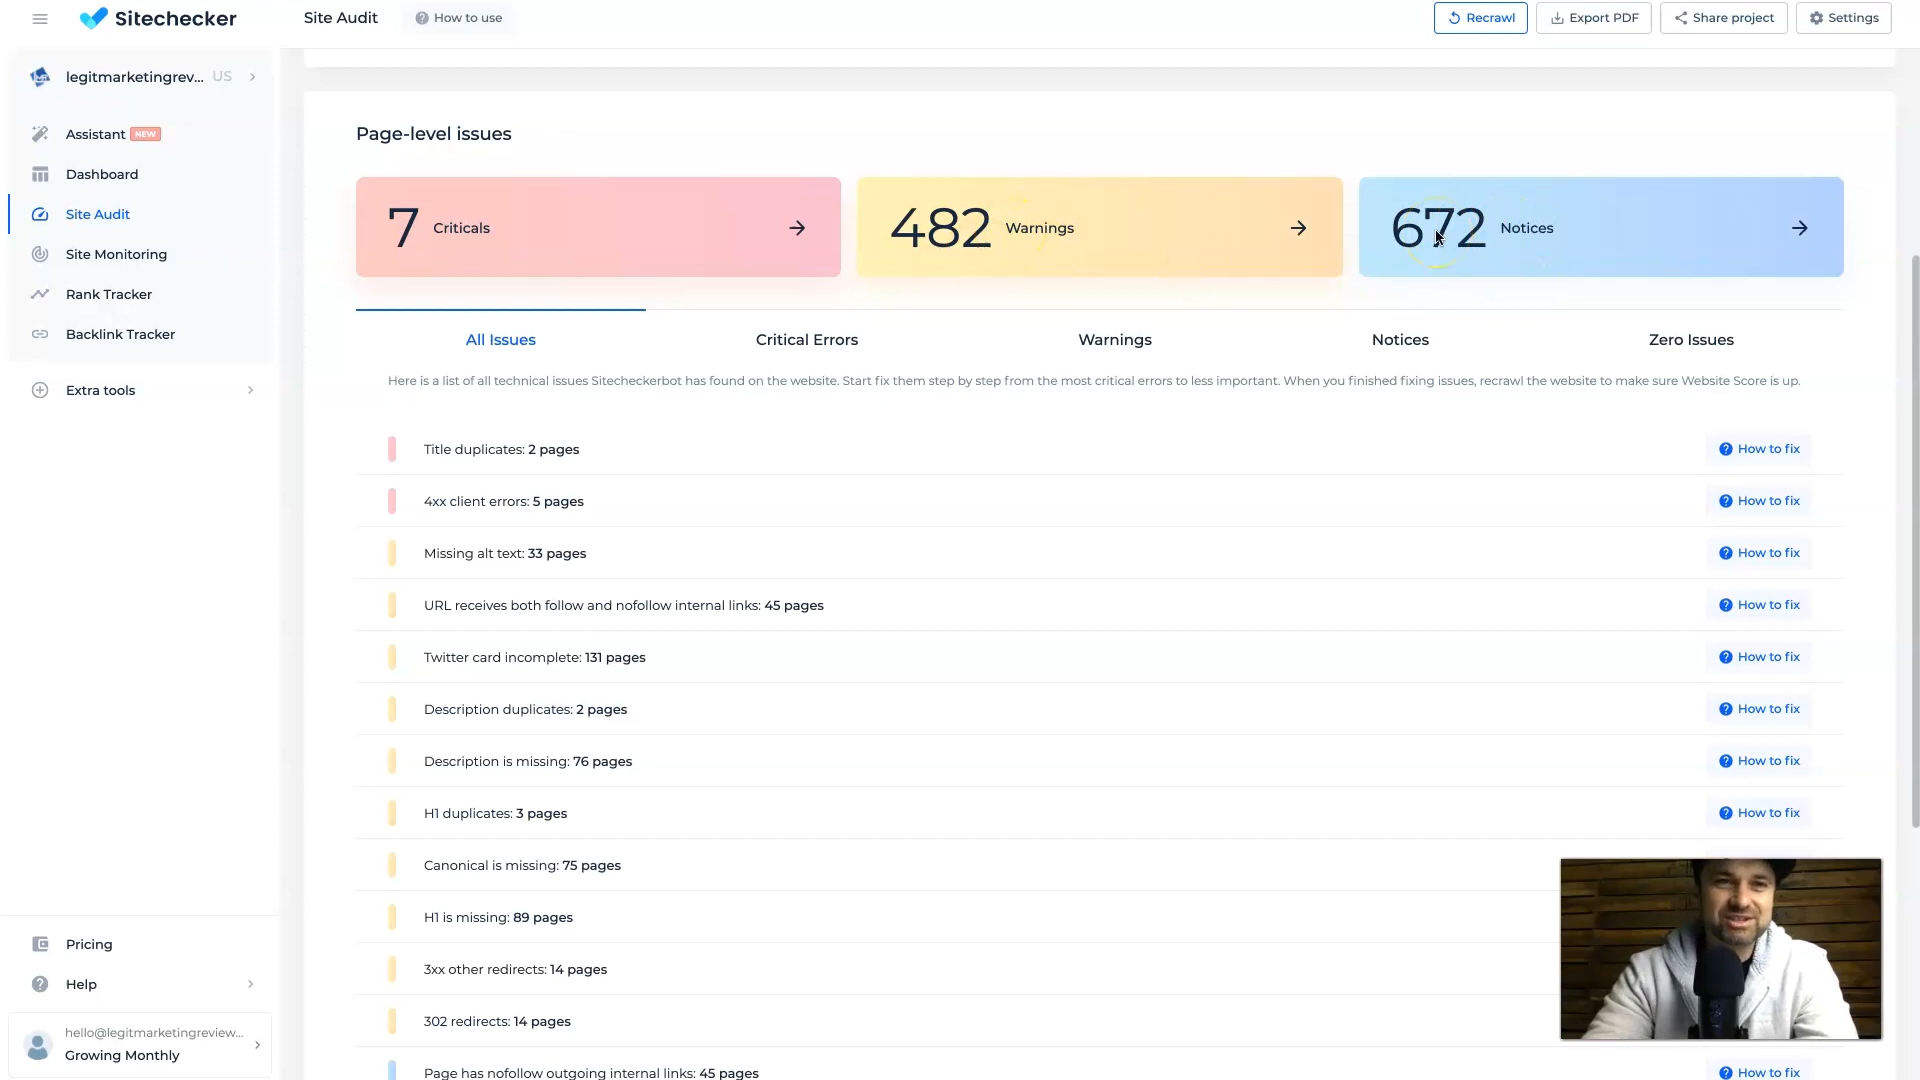 Sitechecker
Site Audit
How to use
Recrawl
Export PDF
Share project
Settings
legitmarketingrev... US
Assistant NEW
Dashboard
Site Audit
Site Monitoring
Rank Tracker
Backlink Tracker
Extra tools
Pricing
Help
hello@legitmarketingreview...
Growing Monthly
Page-level issues
7 Criticals
482 Warnings
672 Notices
All Issues
Critical Errors
Warnings
Notices
Zero Issues
Here is a list of all technical issues Sitecheckerbot has found on the website. Start fix them step by step from the most critical errors to less important. When you finished fixing issues, recrawl the website to make sure Website Score is up.
Title duplicates: 2 pages
How to fix
4xx client errors: 5 pages
How to fix
Missing alt text: 33 pages
How to fix
URL receives both follow and nofollow internal links: 45 pages
How to fix
Twitter card incomplete: 131 pages
How to fix
Description duplicates: 2 pages
How to fix
Description is missing: 76 pages
How to fix
H1 duplicates: 3 pages
How to fix
Canonical is missing: 75 pages
H1 is missing: 89 pages
3xx other redirects: 14 pages
302 redirects: 14 pages
Page has nofollow outgoing internal links: 45 pages
How to fix